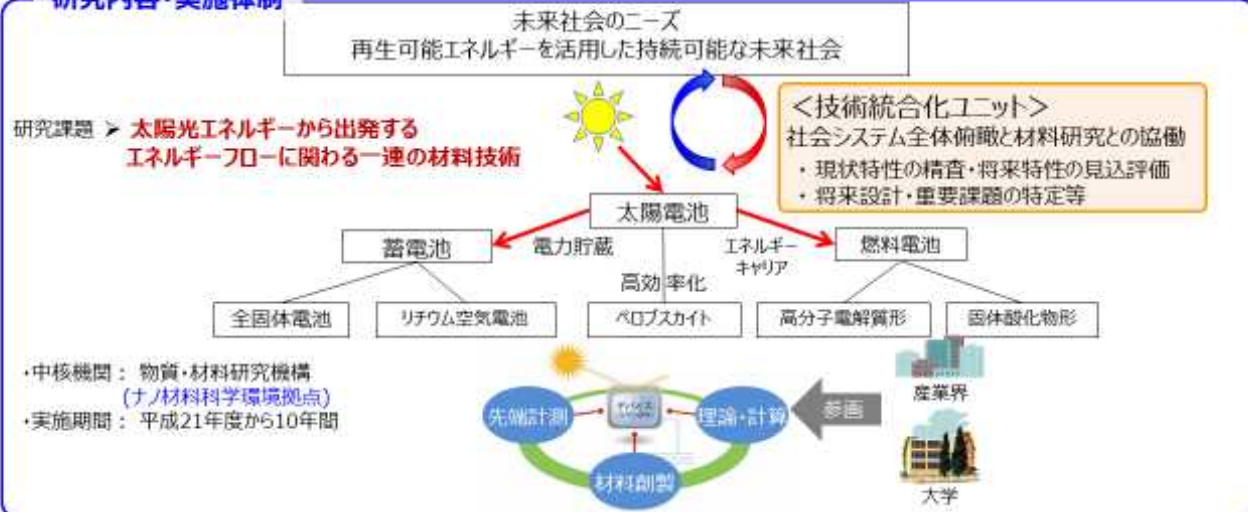 研究内容・実施体制
未来社会のニーズ
再生可能エネルギーを活用した持続可能な未来社会
研究課題 ➢ 太陽光エネルギーから出発する
エネルギーフローに関わる一連の材料技術
＜技術統合化ユニット＞
社会システム全体俯瞰と材料研究との協働
・ 現状特性の精査・将来特性の見込評価
・ 将来設計・重要課題の特定等
太陽電池
蓄電池
電力貯蔵
エネルギー
キャリア
燃料電池
高効率化
全固体電池
リチウム空気電池
ペロブスカイト
高分子電解質形
固体酸化物形
・中核機関： 物質・材料研究機構
(ナノ材料科学環境拠点)
・実施期間： 平成21年度から10年間
先端計測
理論・計算
材料創製
参画
産業界
大学